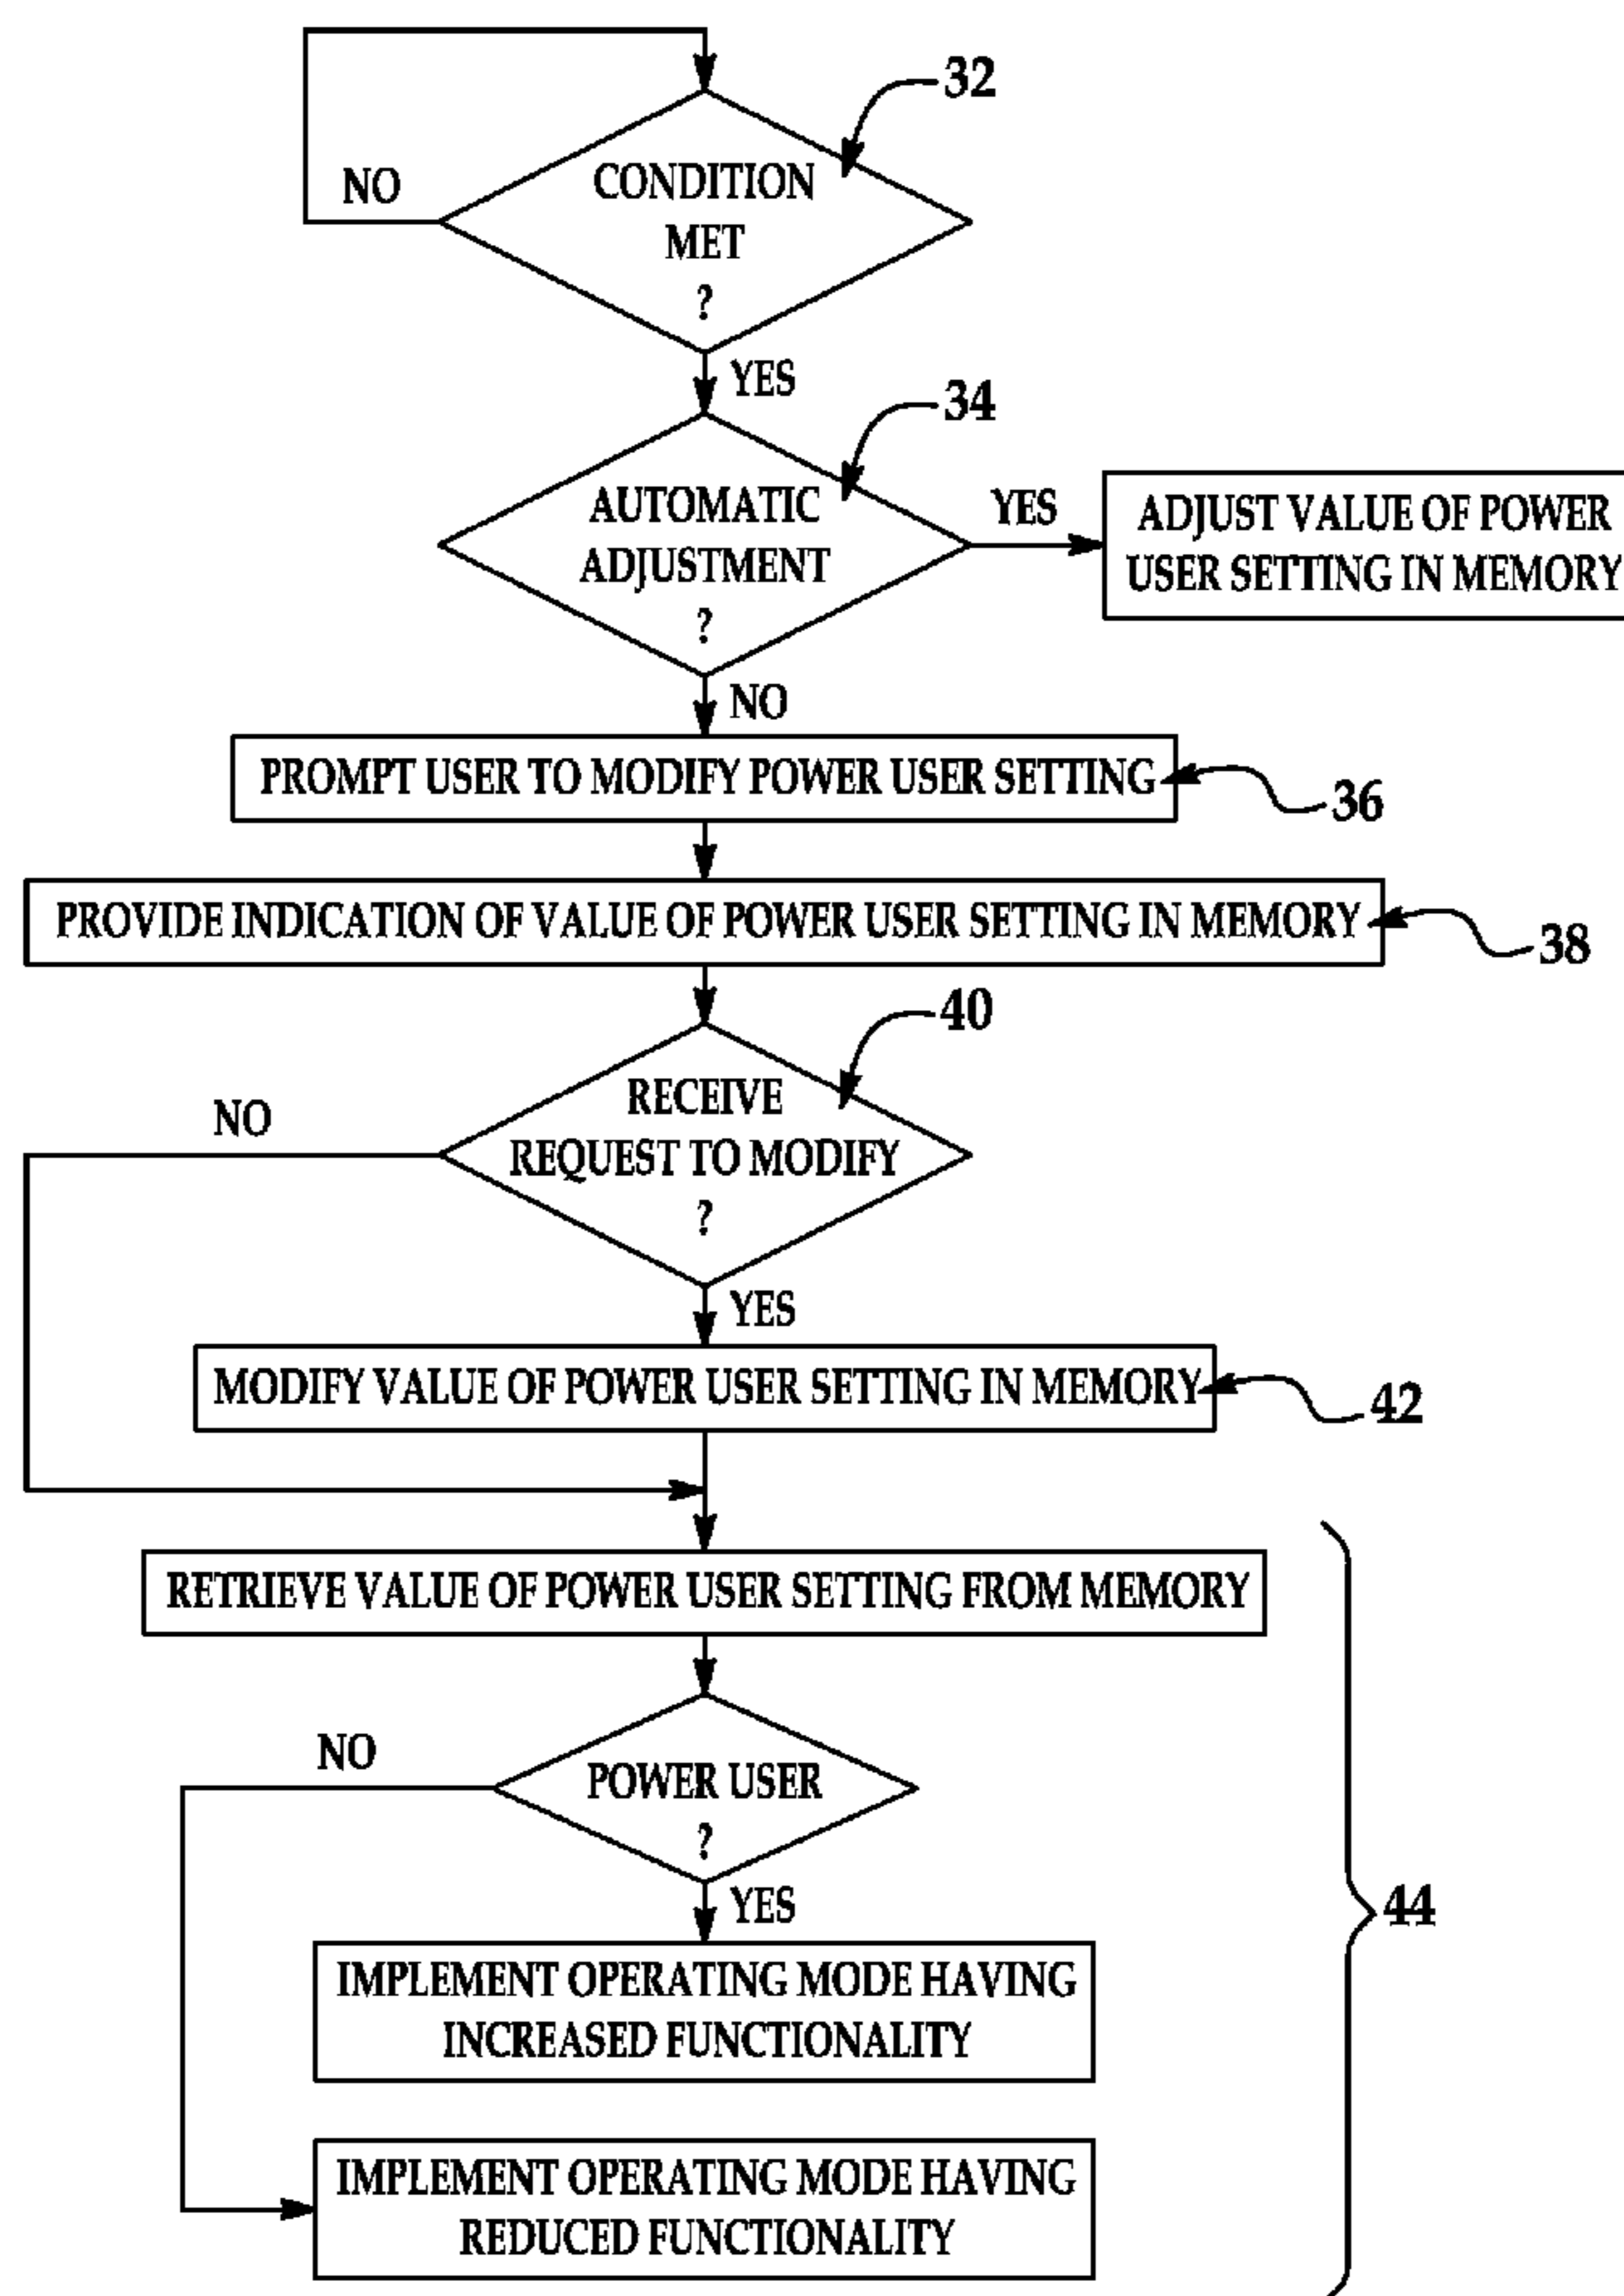 32
CONDITION
MET
?
NO
YES
34
AUTOMATIC
ADJUSTMENT
?
YES
ADJUST VALUE OF POWER
USER SETTING IN MEMORY
NO
PROMPT USER TO MODIFY POWER USER SETTING
36
PROVIDE INDICATION OF VALUE OF POWER USER SETTING IN MEMORY
38
40
RECEIVE
REQUEST TO MODIFY
?
NO
YES
MODIFY VALUE OF POWER USER SETTING IN MEMORY
42
RETRIEVE VALUE OF POWER USER SETTING FROM MEMORY
NO
POWER USER
?
YES
44
IMPLEMENT OPERATING MODE HAVING
INCREASED FUNCTIONALITY
IMPLEMENT OPERATING MODE HAVING
REDUCED FUNCTIONALITY